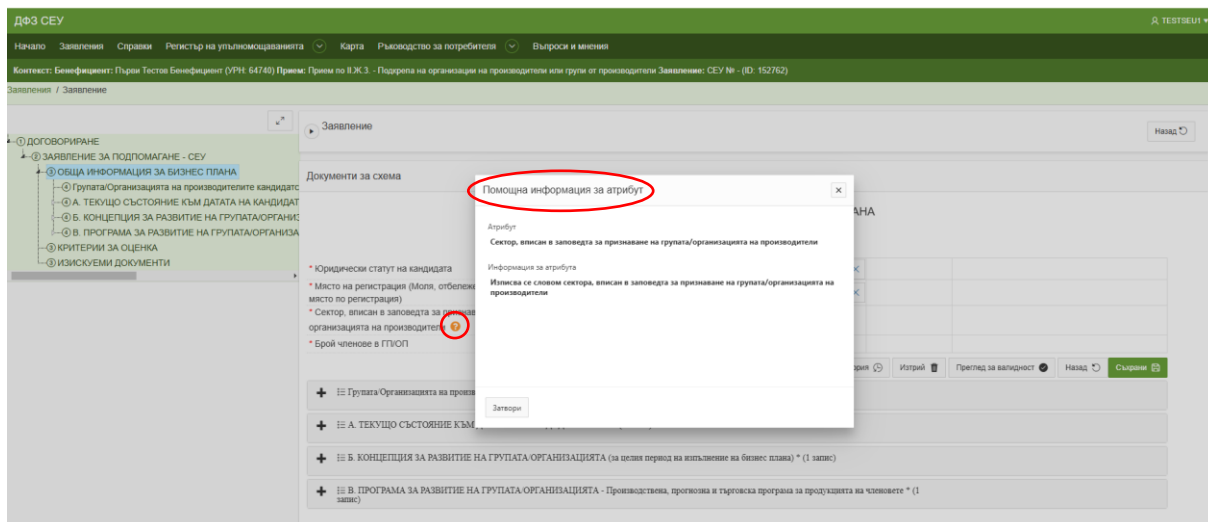 ДФЗ СЕУ
TESTSEU1
Начало Заявления Справки Регистър на упълномощаванията Карта Ръководство за потребителя Въпроси и мнения
Контекст: Бенефициент: Първи Тестов Бенефициент (УРН: 64740) Прием: Прием по II.Ж.3. - Подкрепа на организации на производители или групи от производители Заявление: СЕУ № - (ID: 152762)
Заявления / Заявление
Заявление
Назад
1 ДОГОВОРИРАНЕ
2 ЗАЯВЛЕНИЕ ЗА ПОДПОМАГАНЕ - СЕУ
3 ОБЩА ИНФОРМАЦИЯ ЗА БИЗНЕС ПЛАНА
4 Групата/Организацията на производителите кандидатс
4 А. ТЕКУЩО СЪСТОЯНИЕ КЪМ ДАТАТА НА КАНДИДАТ
4 Б. КОНЦЕПЦИЯ ЗА РАЗВИТИЕ НА ГРУПАТА/ОРГАНИЗ
4 В. ПРОГРАМА ЗА РАЗВИТИЕ НА ГРУПАТА/ОРГАНИЗА
3 КРИТЕРИИ ЗА ОЦЕНКА
3 ИЗИСКУЕМИ ДОКУМЕНТИ
Документи за схема
АНА
Помощна информация за атрибут
Атрибут
Сектор, вписан в заповедта за признаване на групата/организацията на производители
Информация за атрибута
Изписва се словом сектора, вписан в заповедта за признаване на групата/организацията на
производители
Затвори
* Юридически статут на кандидата
* Място на регистрация (Моля, отбележе
място по регистрация)
* Сектор, вписан в заповедта за признав
организацията на производители ?
* Брой членове в ГП/ОП
ория Изтрий Преглед за валидност Назад Съхрани
Групата/Организацията на произв
А. ТЕКУЩО СЪСТОЯНИЕ КЪМ
Б. КОНЦЕПЦИЯ ЗА РАЗВИТИЕ НА ГРУПАТА/ОРГАНИЗАЦИЯТА (за целия период на изпълнение на бизнес плана) * (1 запис)
В. ПРОГРАМА ЗА РАЗВИТИЕ НА ГРУПАТА/ОРГАНИЗАЦИЯТА - Производствена, прогнозна и търговска програма за продукцията на членовете * (1
запис)